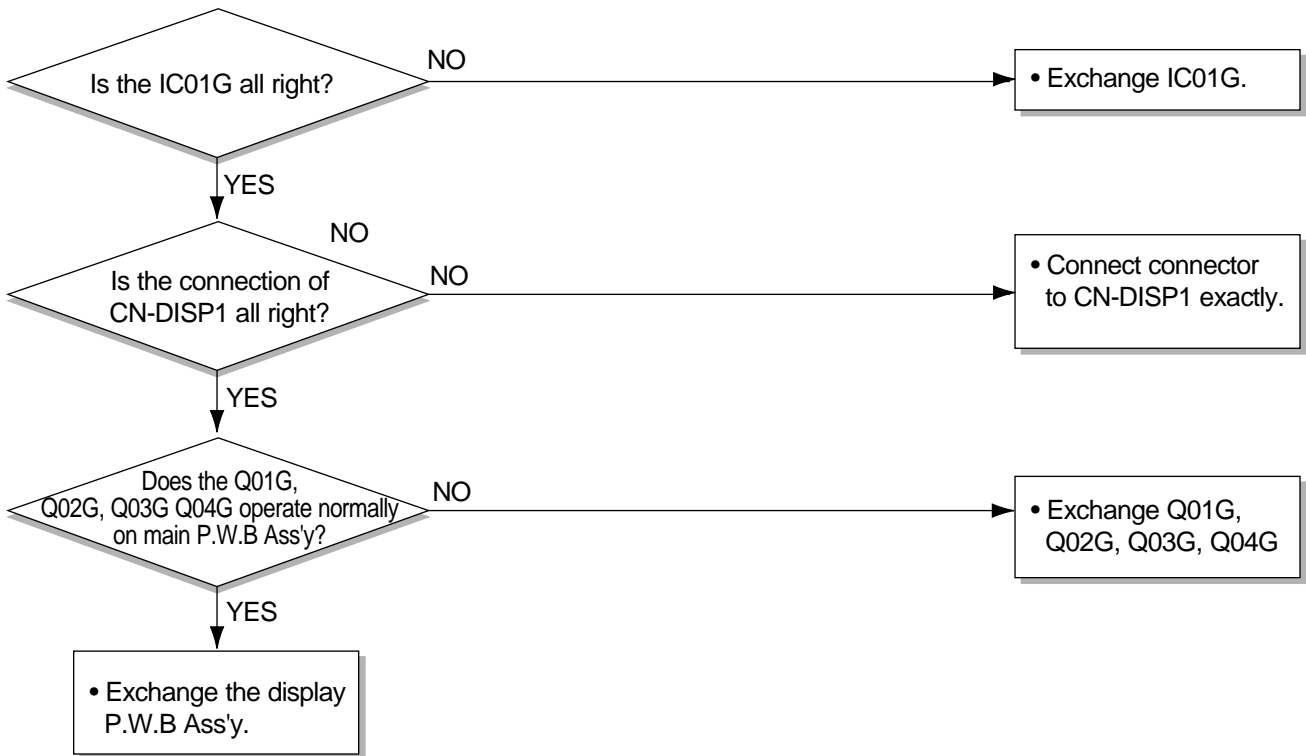 Is the IC01G all right?
NO
• Exchange IC01G.
YES
NO
Is the connection of
CN-DISP1 all right?
NO
• Connect connector
to CN-DISP1 exactly.
YES
Does the Q01G,
Q02G, Q03G Q04G operate normally
on main P.W.B Ass'y?
NO
• Exchange Q01G,
Q02G, Q03G, Q04G
YES
• Exchange the display
P.W.B Ass'y.